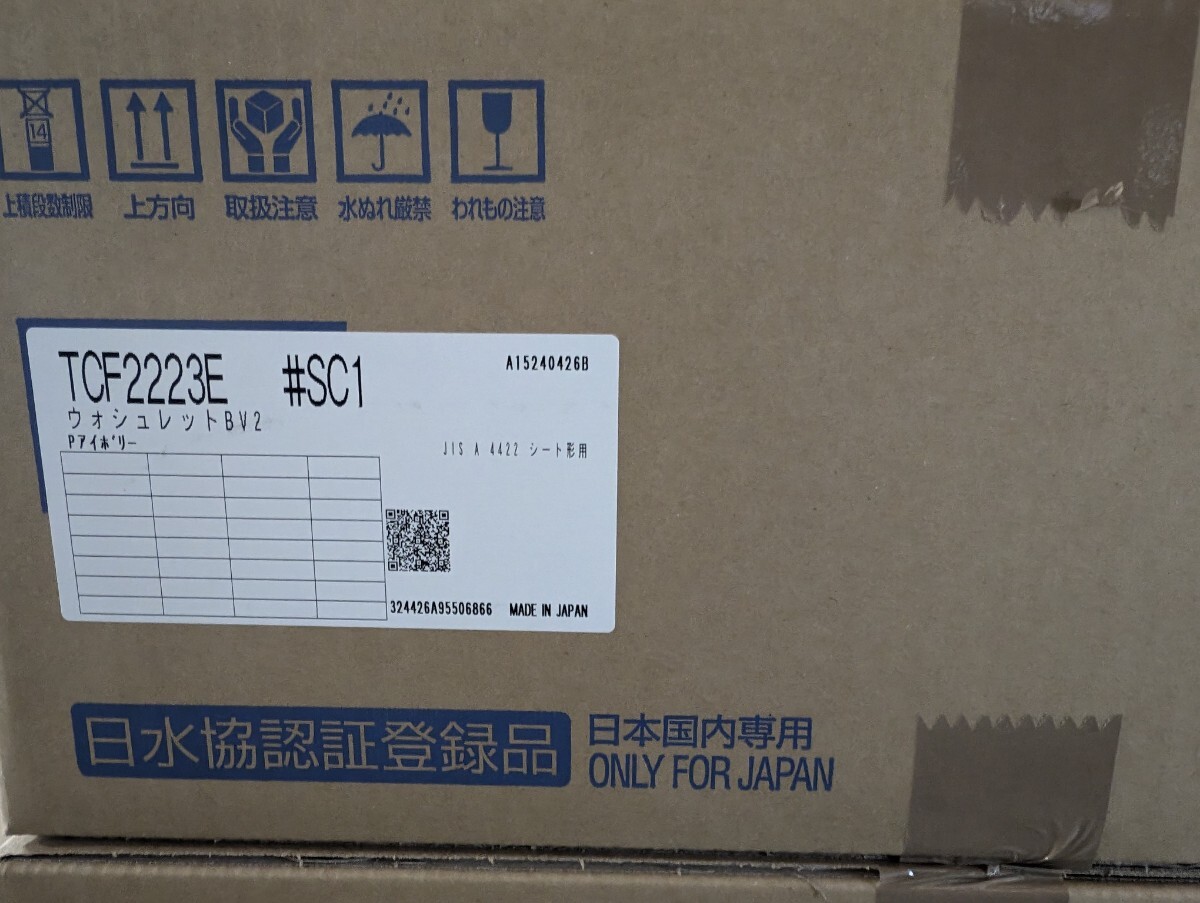 14
上積段数制限 上方向 取扱注意 水ぬれ厳禁 われもの注意
TCF2223E #SC1 A15240426B
ウォシュレットBV2
Pアイボリー JIS A 4422 シート形用
324426A95506866 MADE IN JAPAN
日水協認証登録品 日本国内専用
ONLY FOR JAPAN